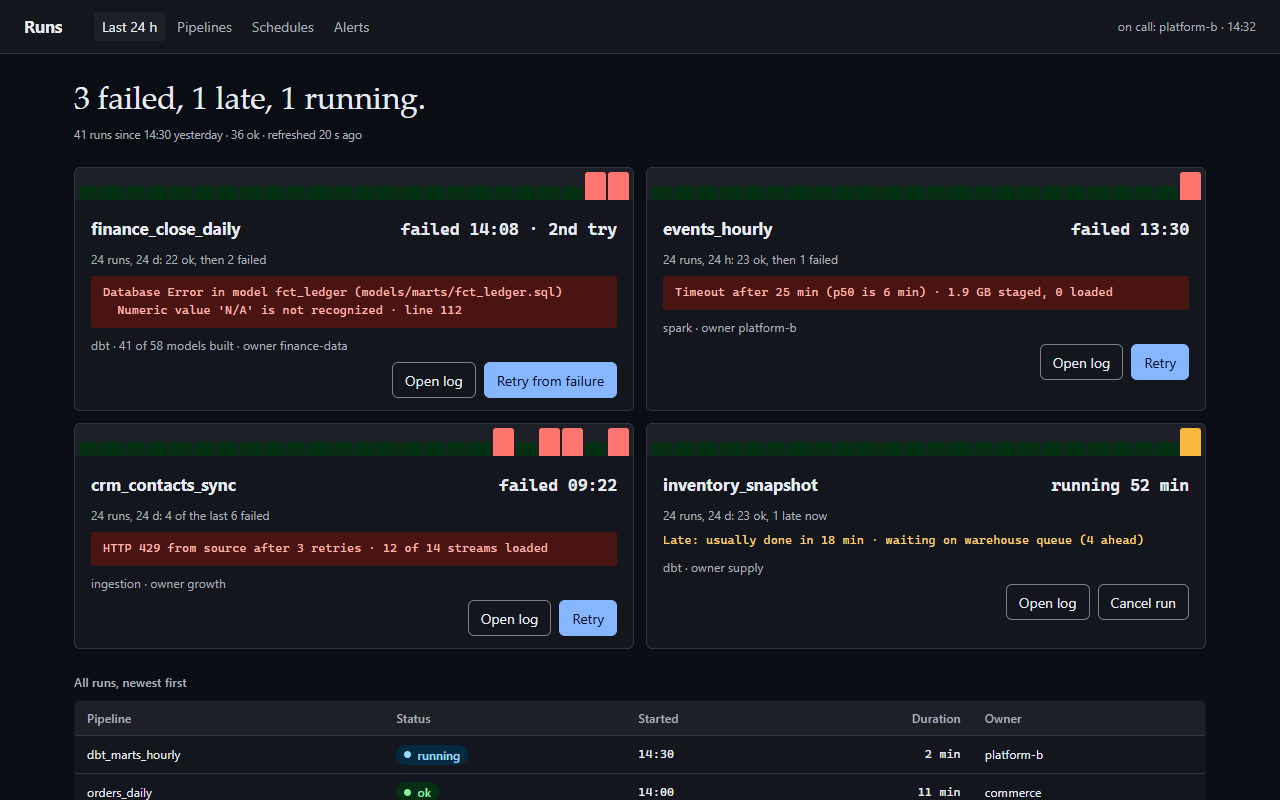 Runs
Last 24 h
Pipelines
Schedules
Alerts
on call: platform-b · 14:32
3 failed, 1 late, 1 running.
41 runs since 14:30 yesterday · 36 ok · refreshed 20 s ago
finance_close_daily
failed 14:08 · 2nd try
24 runs, 24 d: 22 ok, then 2 failed
Database Error in model fct_ledger (models/marts/fct_ledger.sql)
Numeric value 'N/A' is not recognized · line 112
dbt · 41 of 58 models built · owner finance-data
Open log
Retry from failure
events_hourly
failed 13:30
24 runs, 24 h: 23 ok, then 1 failed
Timeout after 25 min (p50 is 6 min) · 1.9 GB staged, 0 loaded
spark · owner platform-b
Open log
Retry
crm_contacts_sync
failed 09:22
24 runs, 24 d: 4 of the last 6 failed
HTTP 429 from source after 3 retries · 12 of 14 streams loaded
ingestion · owner growth
Open log
Retry
inventory_snapshot
running 52 min
24 runs, 24 d: 23 ok, 1 late now
Late: usually done in 18 min · waiting on warehouse queue (4 ahead)
dbt · owner supply
Open log
Cancel run
All runs, newest first
Pipeline Status Started Duration Owner
dbt_marts_hourly running 14:30 2 min platform-b
orders_daily ok 14:00 11 min commerce